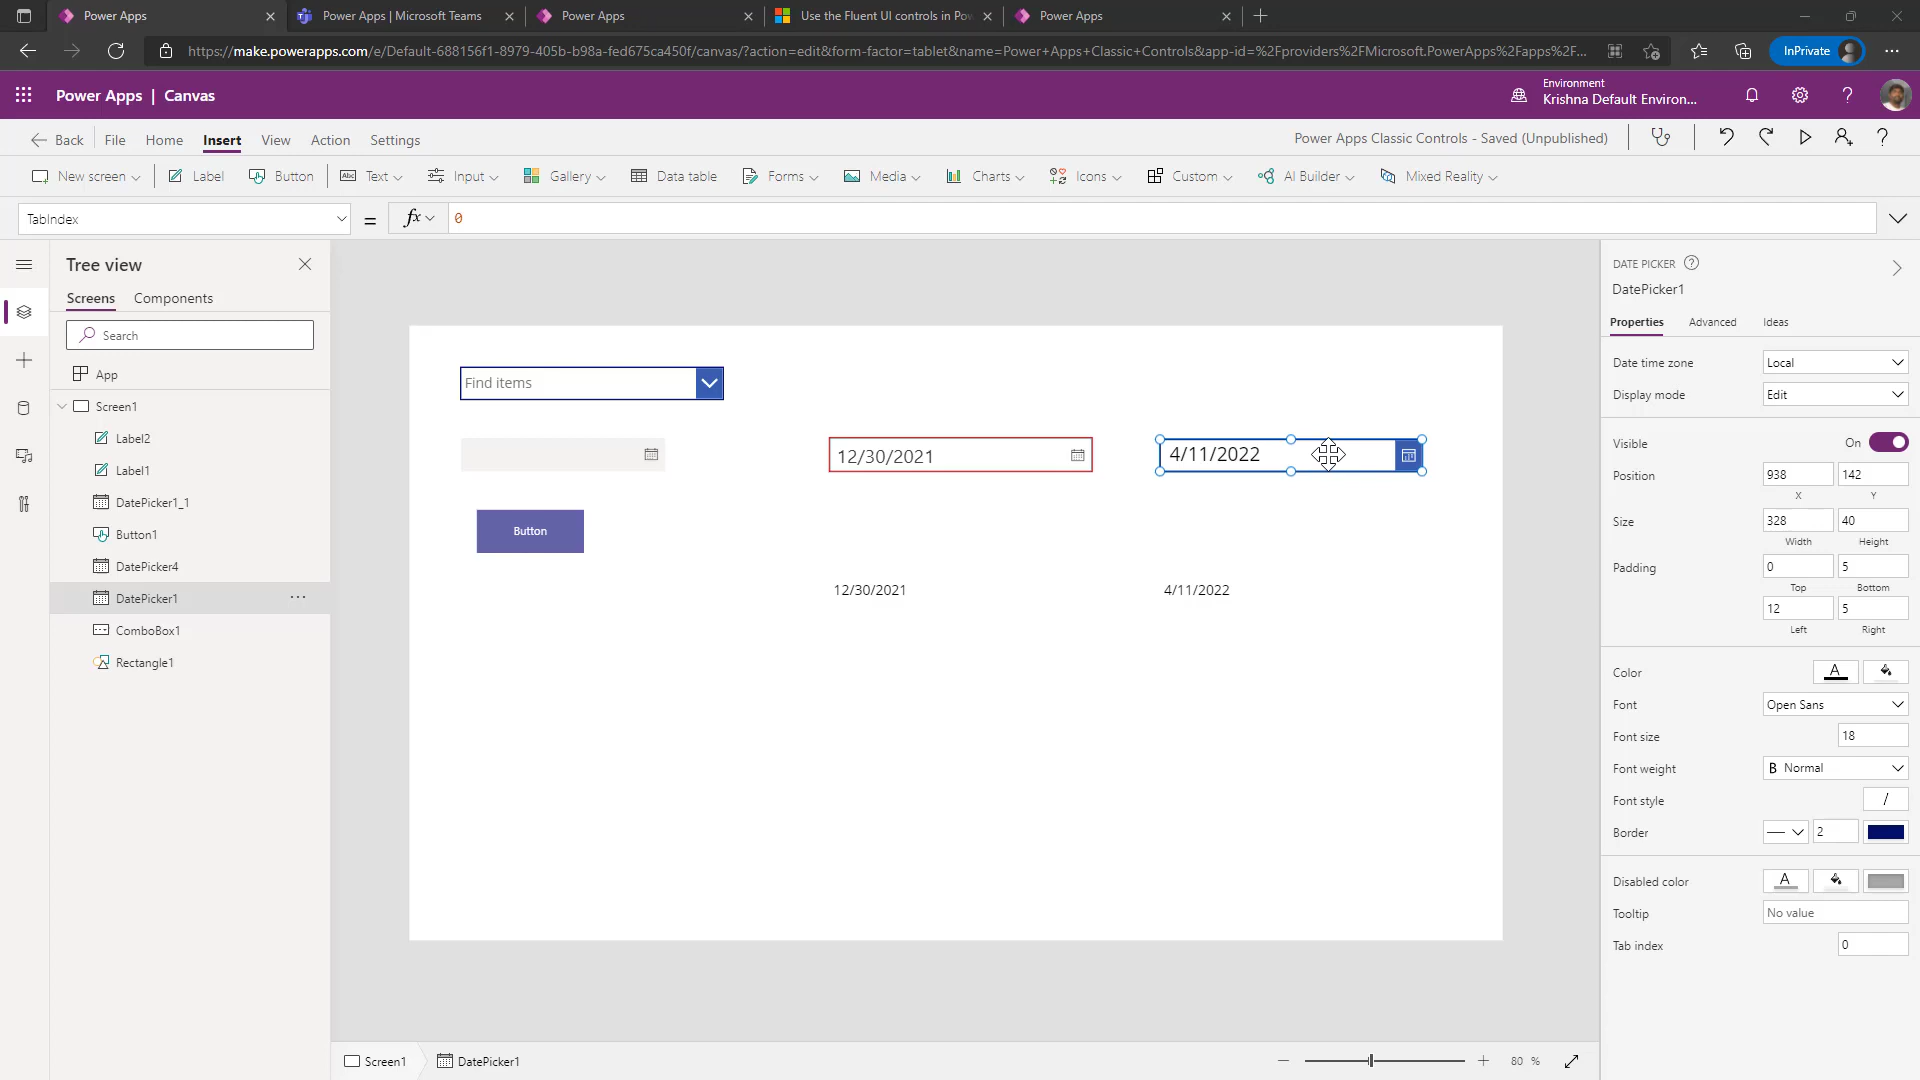 Power Apps
Power Apps | Microsoft Teams
Power Apps
Use the Fluent UI controls in Pow
Power Apps
https://make.powerapps.com/e/Default-688156f1-8979-405b-b98a-fed675ca450f/canvas/?action=edit&form-factor=tablet&name=Power+Apps+Classic+Controls&app-id=%2Fproviders%2FMicrosoft.PowerApps%2Fapps%2F...
InPrivate
Power Apps | Canvas
Environment
Krishna Default Environ...
Back
File
Home
Insert
View
Action
Settings
Power Apps Classic Controls - Saved (Unpublished)
New screen
Label
Button
Abc
Text
Input
Gallery
Data table
Forms
Media
Charts
Icons
Custom
AI Builder
Mixed Reality
TabIndex
=
fx
0
Tree view
Screens
Components
Search
App
Screen1
Label2
Label1
DatePicker1_1
Button1
DatePicker4
DatePicker1
ComboBox1
Rectangle1
Find items
12/30/2021
4/11/2022
Button
12/30/2021
4/11/2022
DATE PICKER
DatePicker1
Properties
Advanced
Ideas
Date time zone
Local
Display mode
Edit
Visible
On
Position
938
142
X
Y
Size
328
40
Width
Height
Padding
0
5
Top
Bottom
12
5
Left
Right
Color
A
Font
Open Sans
Font size
18
Font weight
B Normal
Font style
/
Border
2
Disabled color
A
Tooltip
No value
Tab index
0
Screen1
DatePicker1
80 %